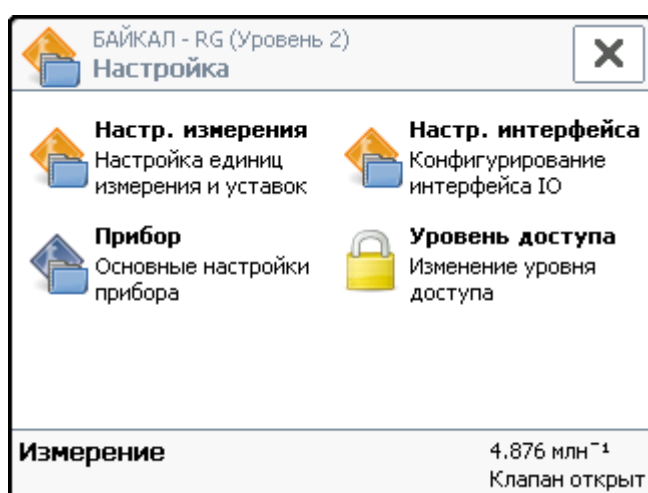 БАЙКАЛ - RG (Уровень 2)
Настройка
Настр. измерения
Настройка единиц
измерения и уставок
Настр. интерфейса
Конфигурирование
интерфейса IO
Прибор
Основные настройки
прибора
Уровень доступа
Изменение уровня
доступа
Измерение
4.876 млн⁻¹
Клапан открыт